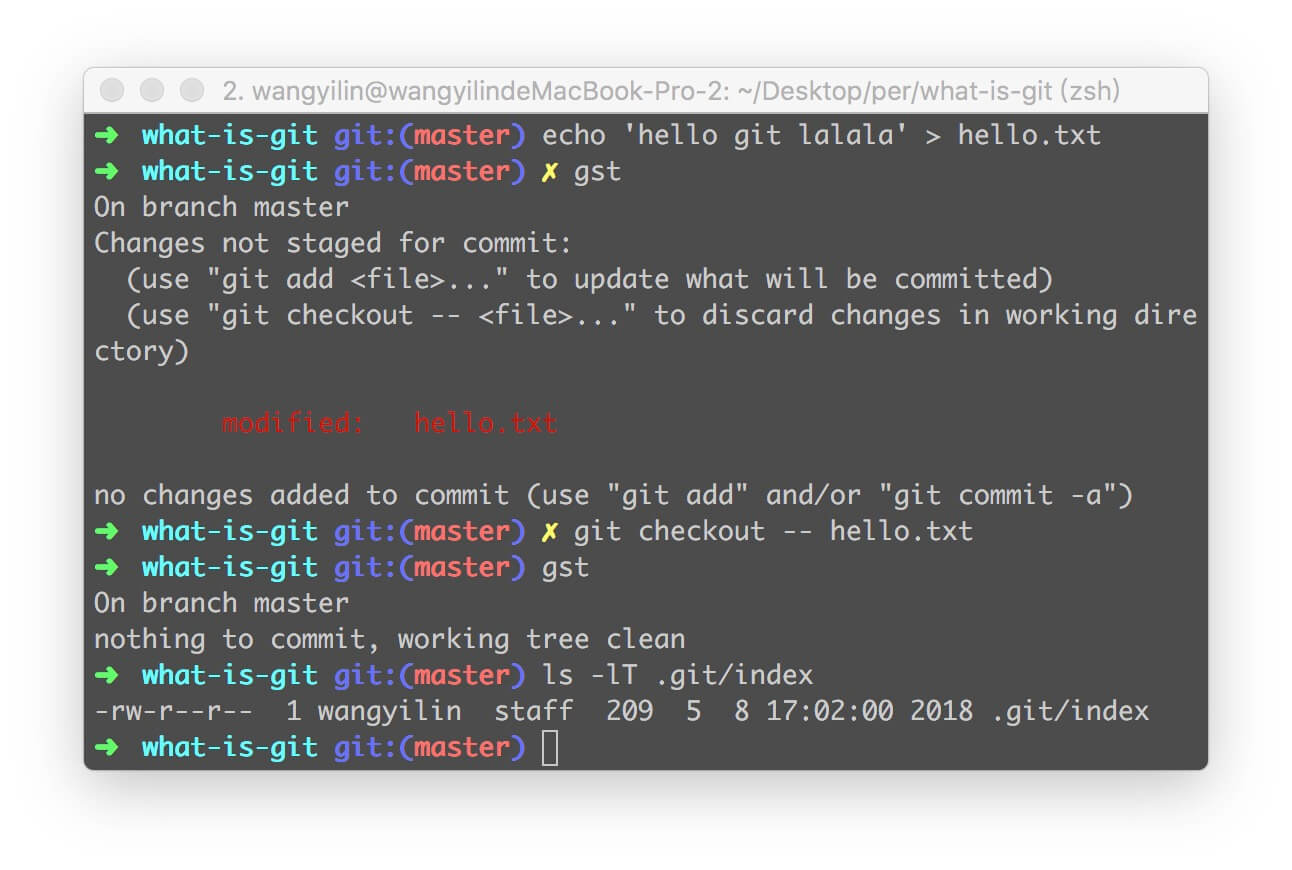 2. wangyilin@wangyilindeMacBook-Pro-2: ~/Desktop/per/what-is-git (zsh)
➜  what-is-git git:(master) echo 'hello git lalala' > hello.txt
➜  what-is-git git:(master) ✗ gst
On branch master
Changes not staged for commit:
  (use "git add <file>..." to update what will be committed)
  (use "git checkout -- <file>..." to discard changes in working dire
ctory)
        modified:   hello.txt
no changes added to commit (use "git add" and/or "git commit -a")
➜  what-is-git git:(master) ✗ git checkout -- hello.txt
➜  what-is-git git:(master) gst
On branch master
nothing to commit, working tree clean
➜  what-is-git git:(master) ls -lT .git/index
-rw-r--r--  1 wangyilin  staff  209  5  8 17:02:00 2018 .git/index
➜  what-is-git git:(master)